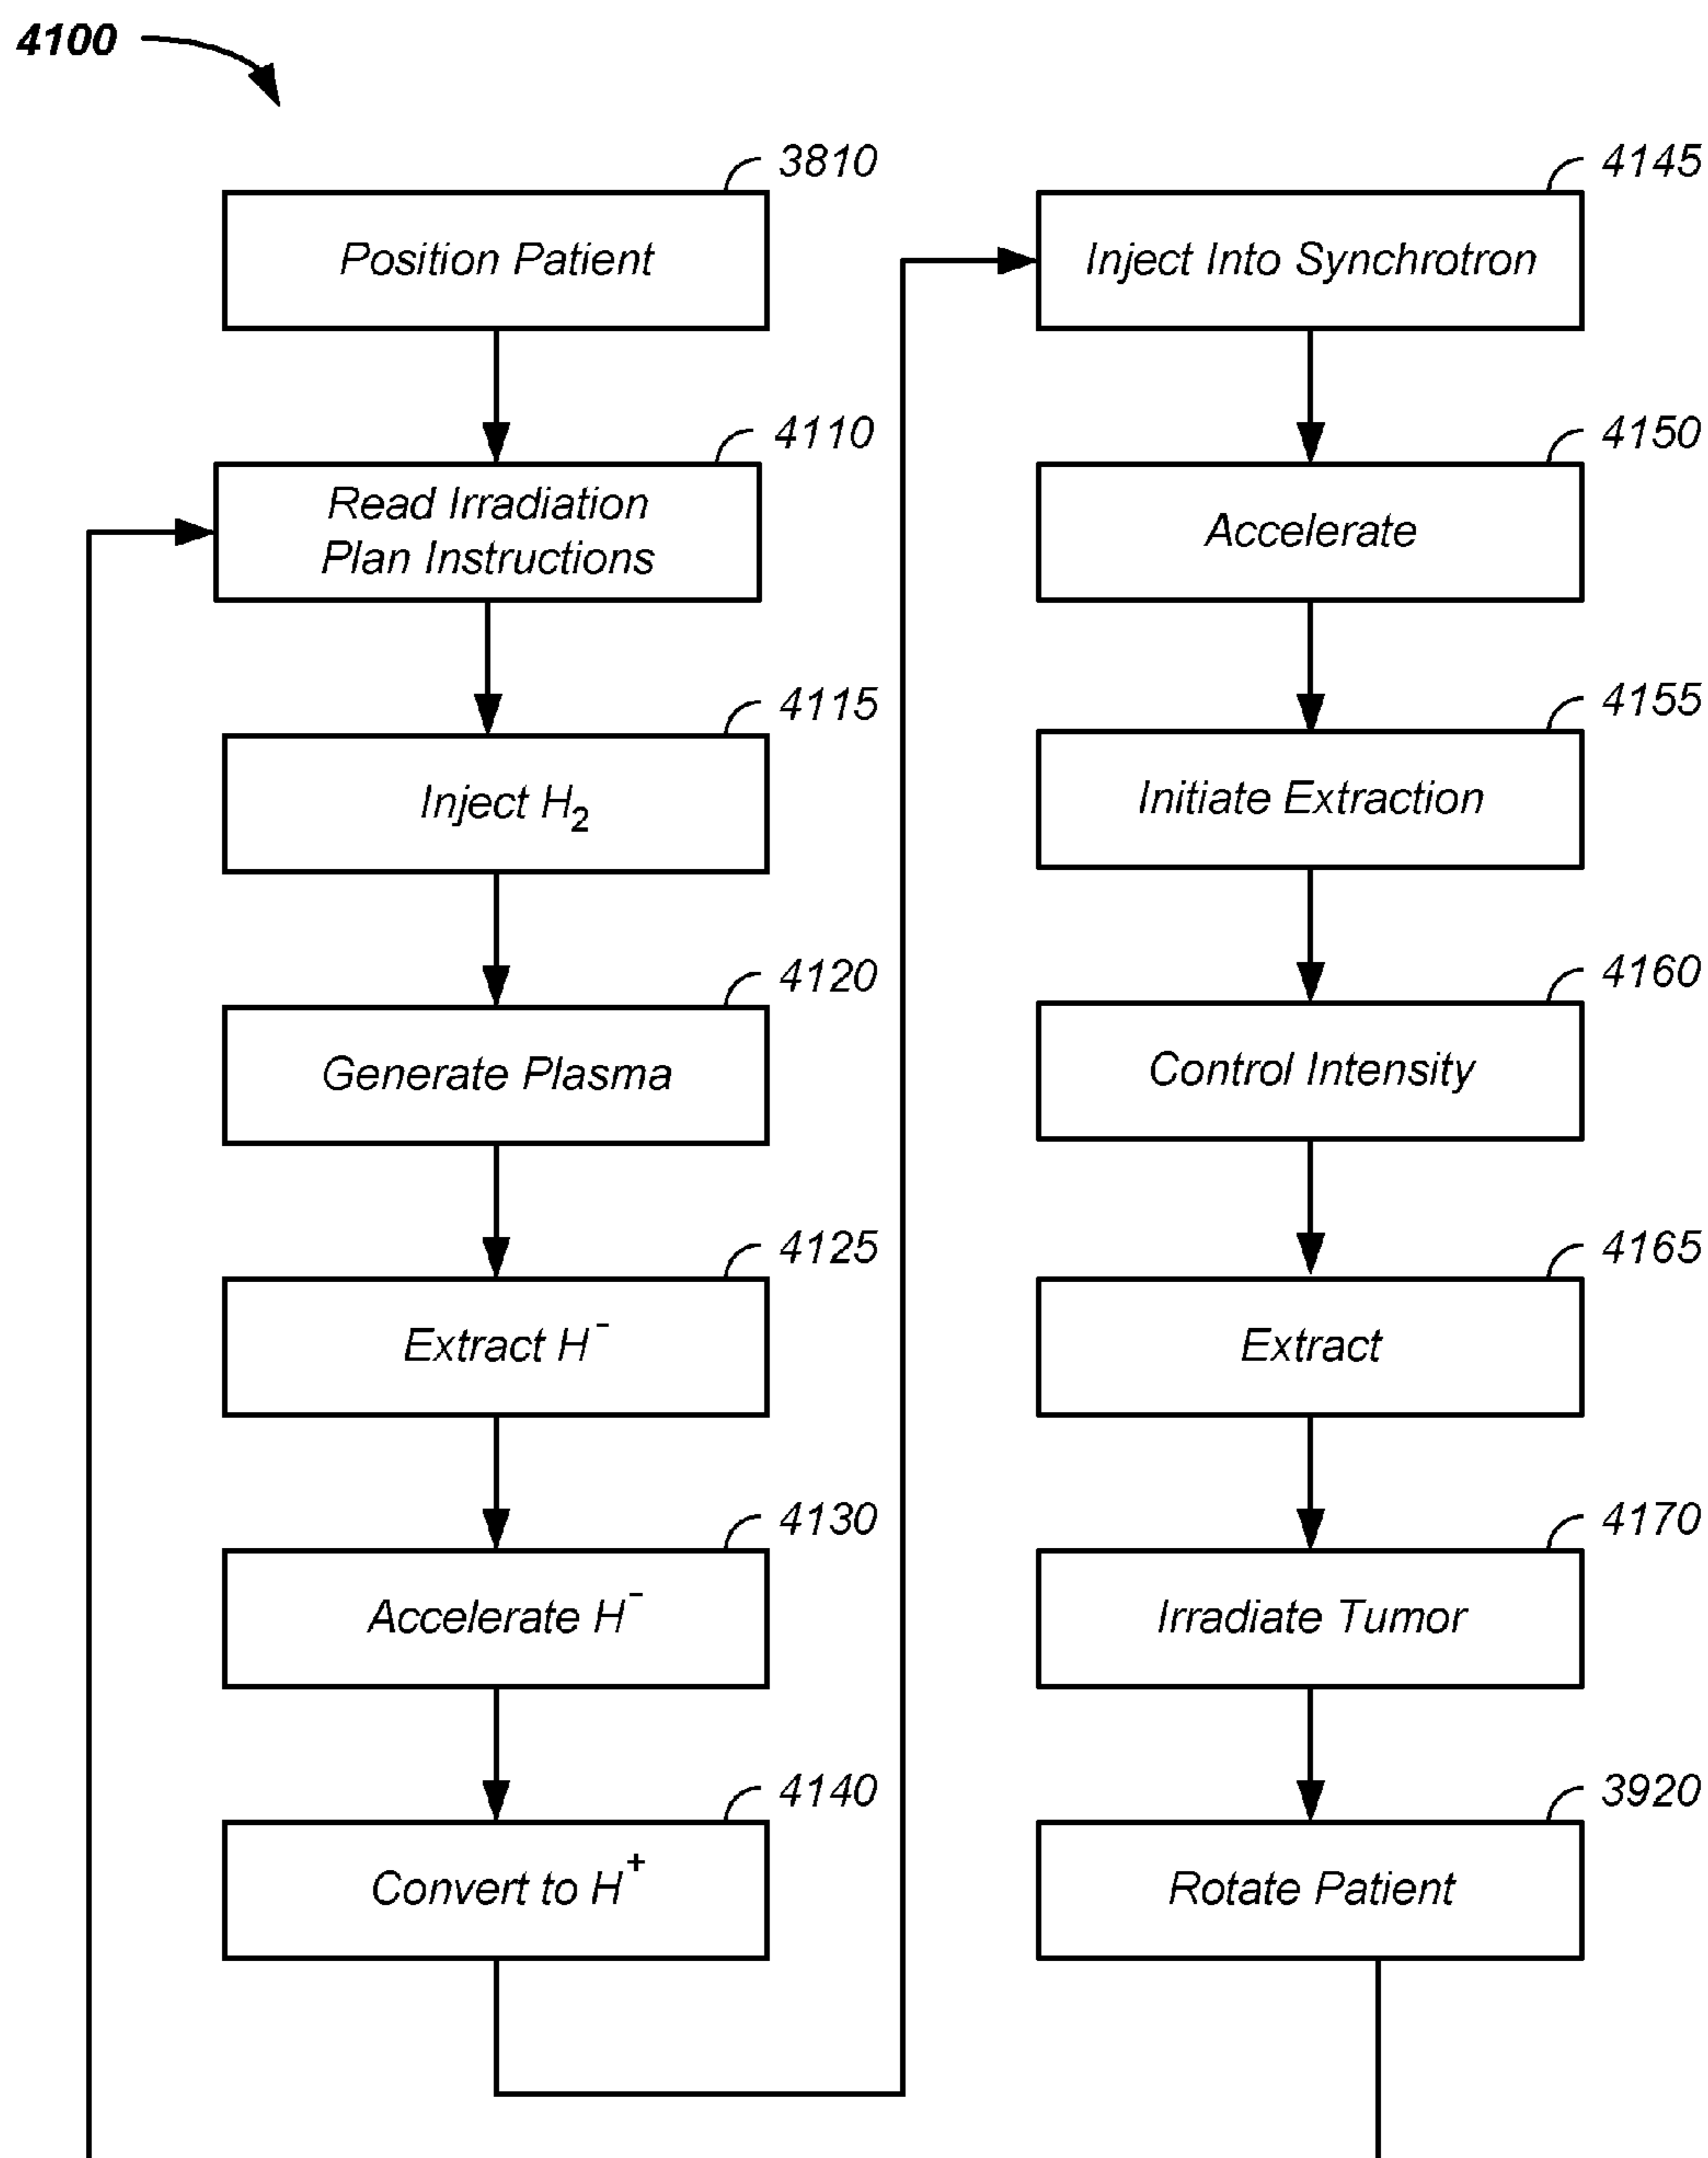 4100
3810
Position Patient
4110
Read Irradiation
Plan Instructions
4115
Inject H₂
4120
Generate Plasma
4125
Extract H⁻
4130
Accelerate H⁻
4140
Convert to H⁺
4145
Inject Into Synchrotron
4150
Accelerate
4155
Initiate Extraction
4160
Control Intensity
4165
Extract
4170
Irradiate Tumor
3920
Rotate Patient